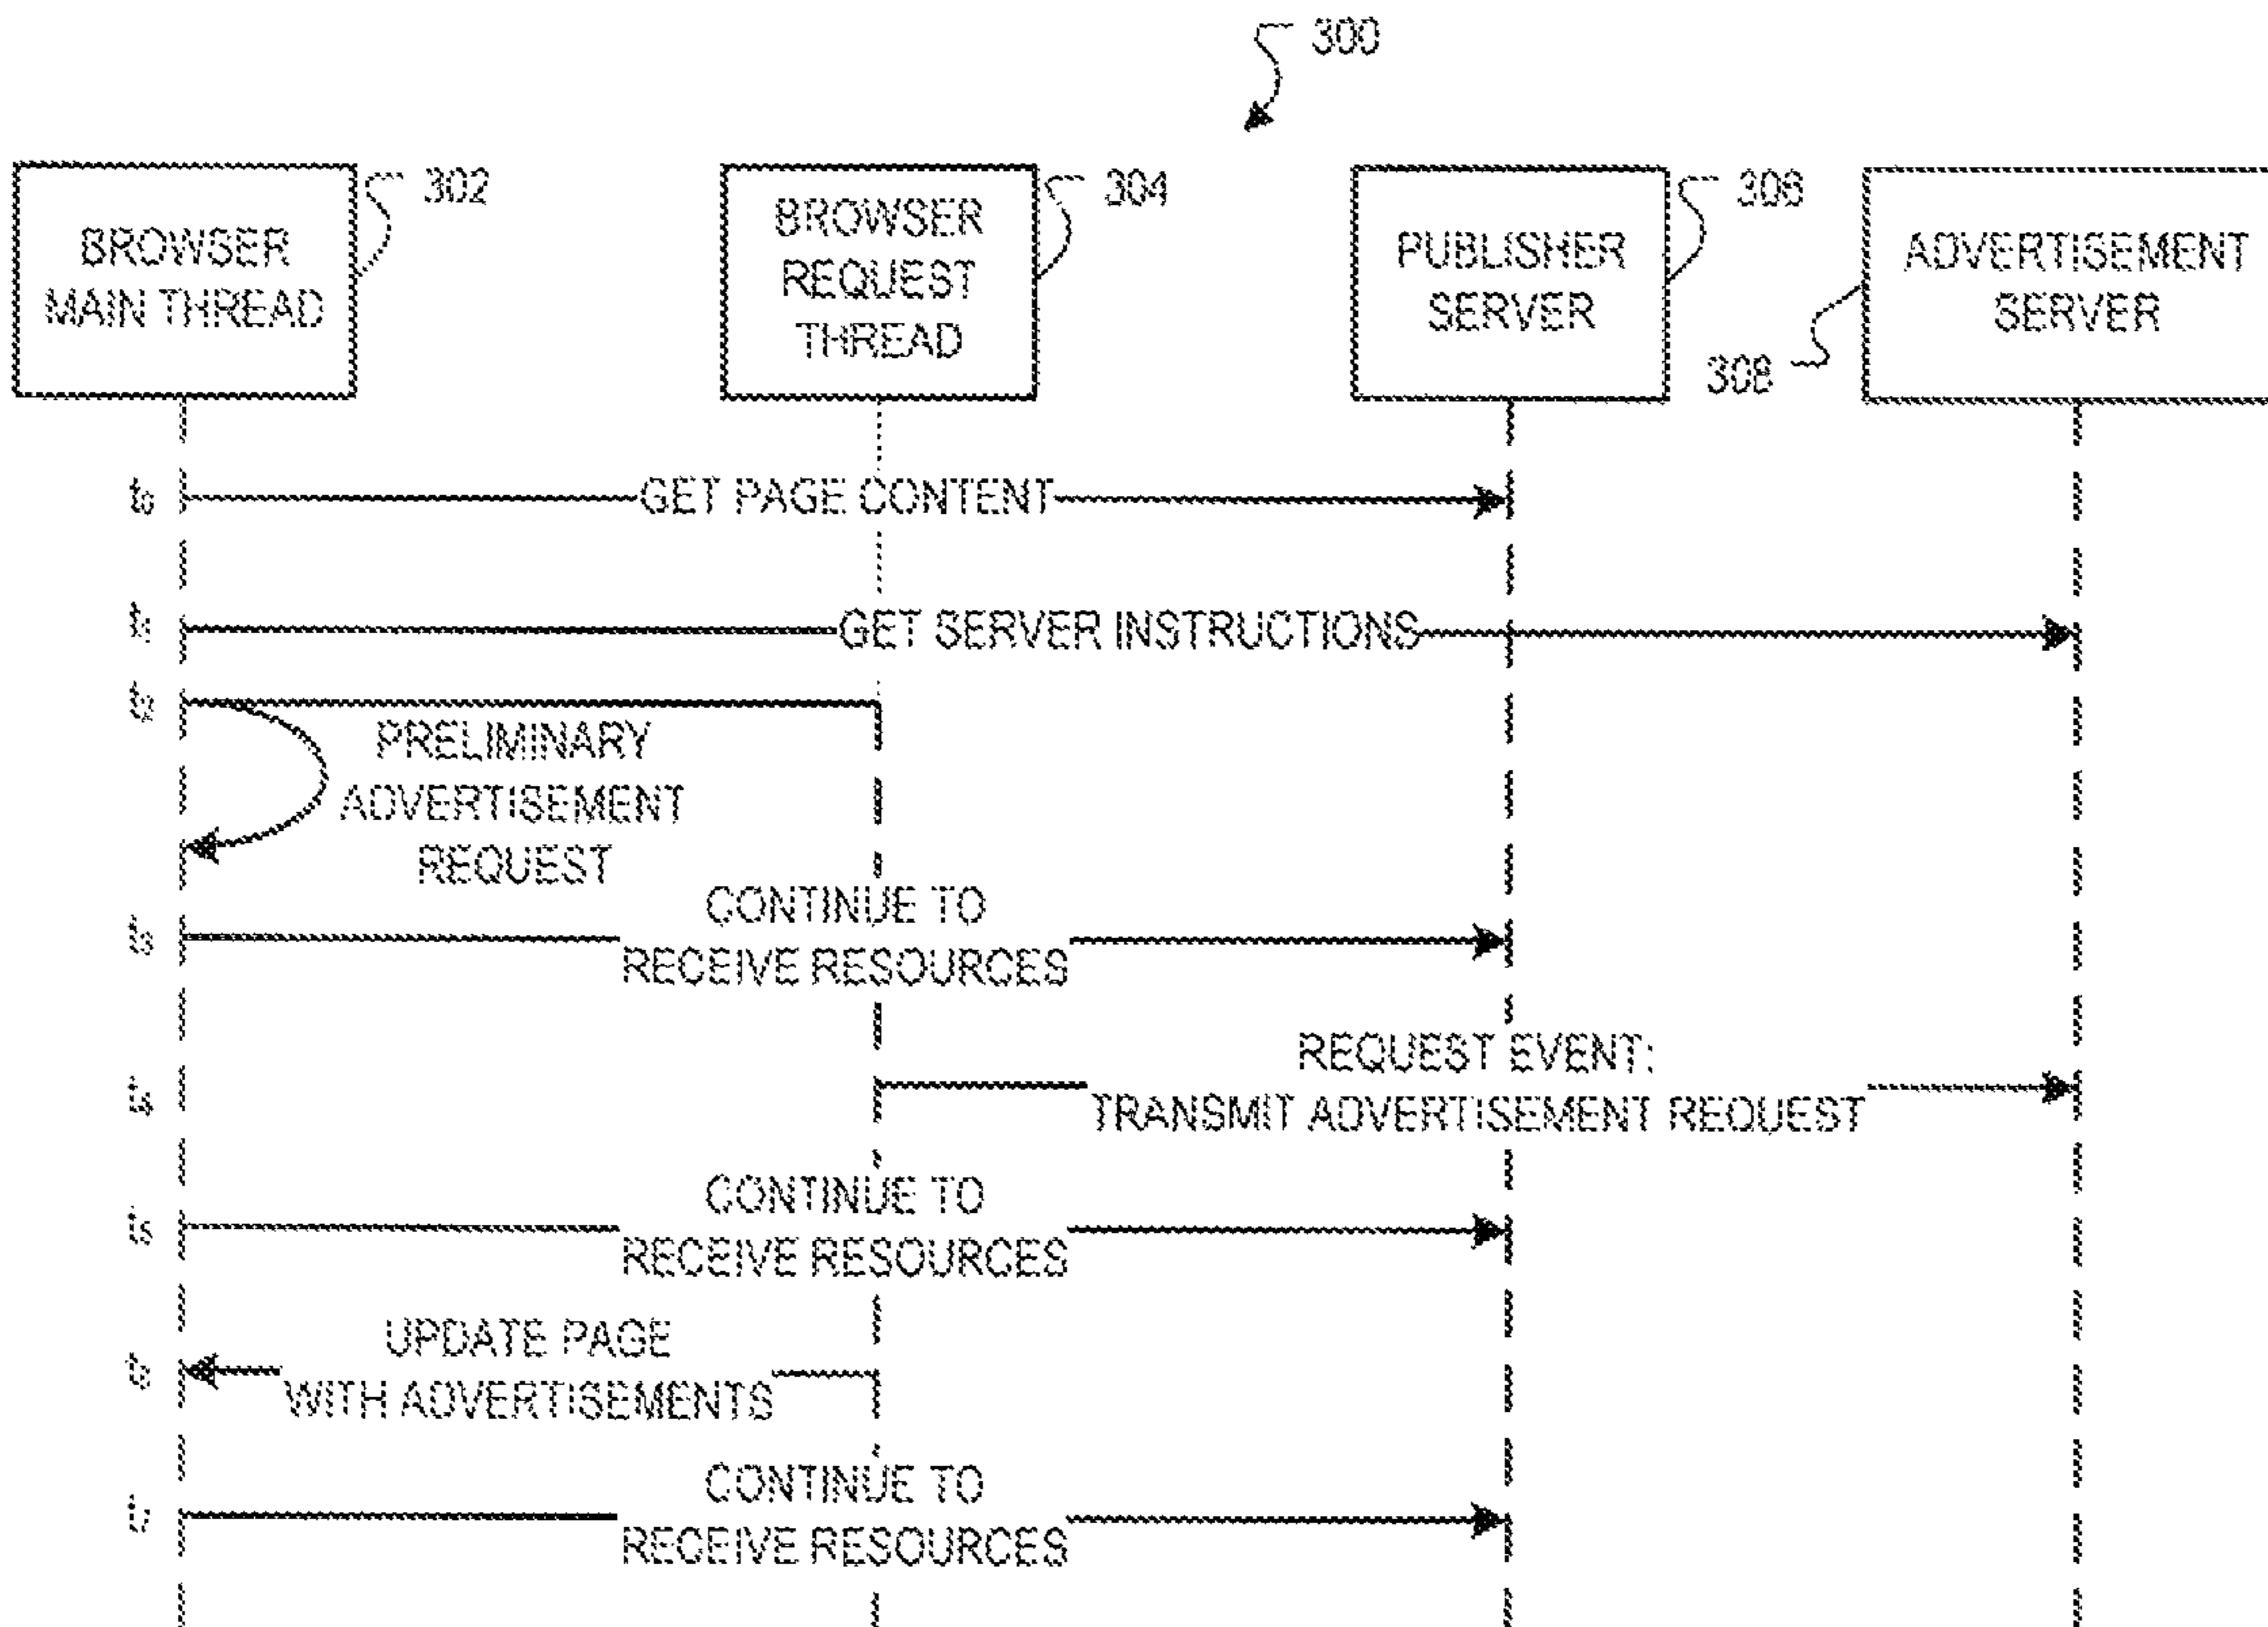 300
302
304
306
308
BROWSER
MAIN THREAD
BROWSER
REQUEST
THREAD
PUBLISHER
SERVER
ADVERTISEMENT
SERVER
t₀
GET PAGE CONTENT
t₁
GET SERVER INSTRUCTIONS
t₂
PRELIMINARY
ADVERTISEMENT
REQUEST
t₃
CONTINUE TO
RECEIVE RESOURCES
t₄
REQUEST EVENT:
TRANSMIT ADVERTISEMENT REQUEST
t₅
CONTINUE TO
RECEIVE RESOURCES
t₆
UPDATE PAGE
WITH ADVERTISEMENTS
t₇
CONTINUE TO
RECEIVE RESOURCES